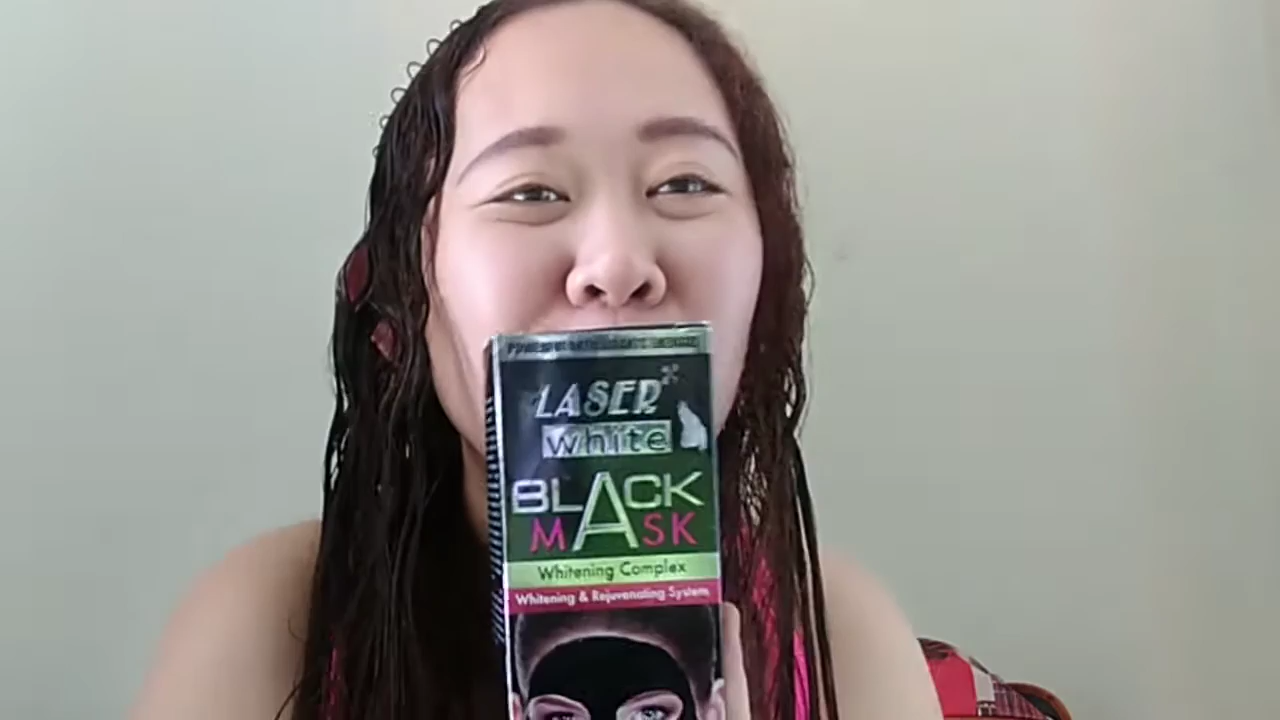 LASER
white
BLACK
MASK
Whitening Complex
Whitening & Rejuvenating System